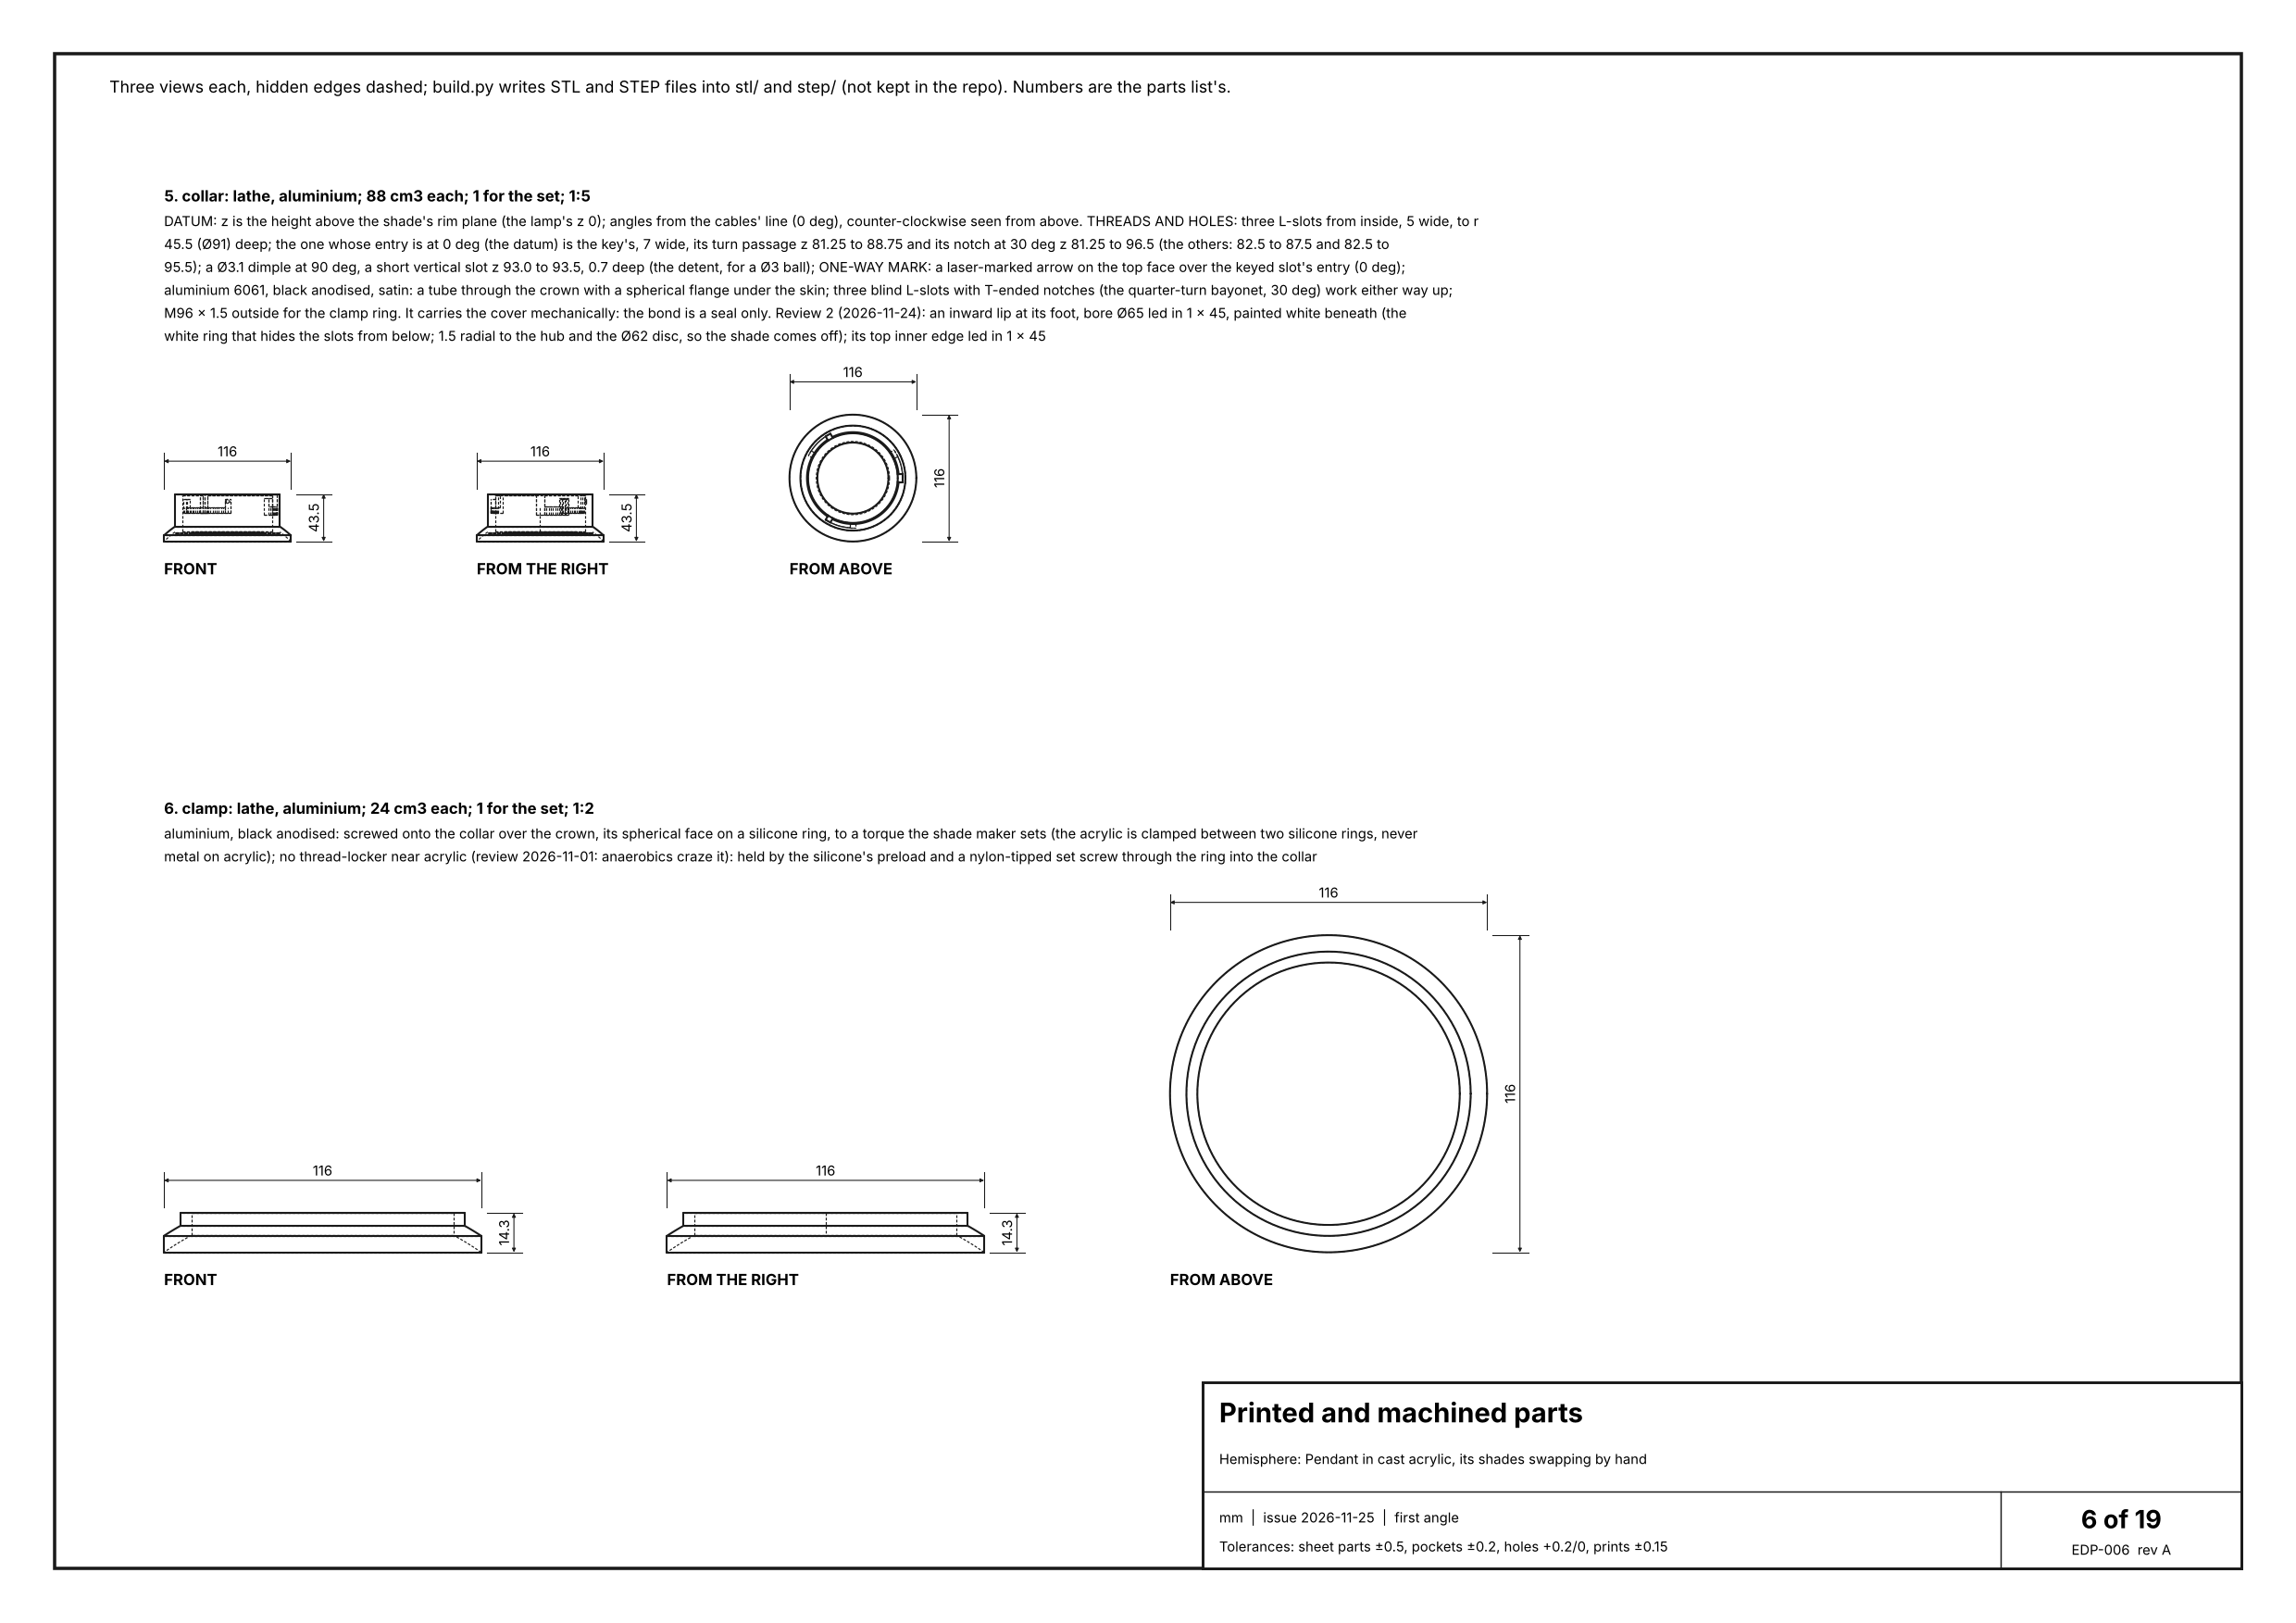 Three views each, hidden edges dashed; build.py writes STL and STEP files into stl/ and step/ (not kept in the repo). Numbers are the parts list's.
5. collar: lathe, aluminium; 88 cm3 each; 1 for the set; 1:5
DATUM: z is the height above the shade's rim plane (the lamp's z 0); angles from the cables' line (0 deg), counter-clockwise seen from above. THREADS AND HOLES: three L-slots from inside, 5 wide, to r
45.5 (Ø91) deep; the one whose entry is at 0 deg (the datum) is the key's, 7 wide, its turn passage z 81.25 to 88.75 and its notch at 30 deg z 81.25 to 96.5 (the others: 82.5 to 87.5 and 82.5 to
95.5); a Ø3.1 dimple at 90 deg, a short vertical slot z 93.0 to 93.5, 0.7 deep (the detent, for a Ø3 ball); ONE-WAY MARK: a laser-marked arrow on the top face over the keyed slot's entry (0 deg);
aluminium 6061, black anodised, satin: a tube through the crown with a spherical flange under the skin; three blind L-slots with T-ended notches (the quarter-turn bayonet, 30 deg) work either way up;
M96 × 1.5 outside for the clamp ring. It carries the cover mechanically: the bond is a seal only. Review 2 (2026-11-24): an inward lip at its foot, bore Ø65 led in 1 × 45, painted white beneath (the
white ring that hides the slots from below; 1.5 radial to the hub and the Ø62 disc, so the shade comes off); its top inner edge led in 1 × 45
116
116
116
43.5
43.5
116
FRONT
FROM THE RIGHT
FROM ABOVE
6. clamp: lathe, aluminium; 24 cm3 each; 1 for the set; 1:2
aluminium, black anodised: screwed onto the collar over the crown, its spherical face on a silicone ring, to a torque the shade maker sets (the acrylic is clamped between two silicone rings, never
metal on acrylic); no thread-locker near acrylic (review 2026-11-01: anaerobics craze it): held by the silicone's preload and a nylon-tipped set screw through the ring into the collar
116
116
116
14.3
14.3
116
FRONT
FROM THE RIGHT
FROM ABOVE
Printed and machined parts
Hemisphere: Pendant in cast acrylic, its shades swapping by hand
mm | issue 2026-11-25 | first angle
Tolerances: sheet parts ±0.5, pockets ±0.2, holes +0.2/0, prints ±0.15
6 of 19
EDP-006 rev A